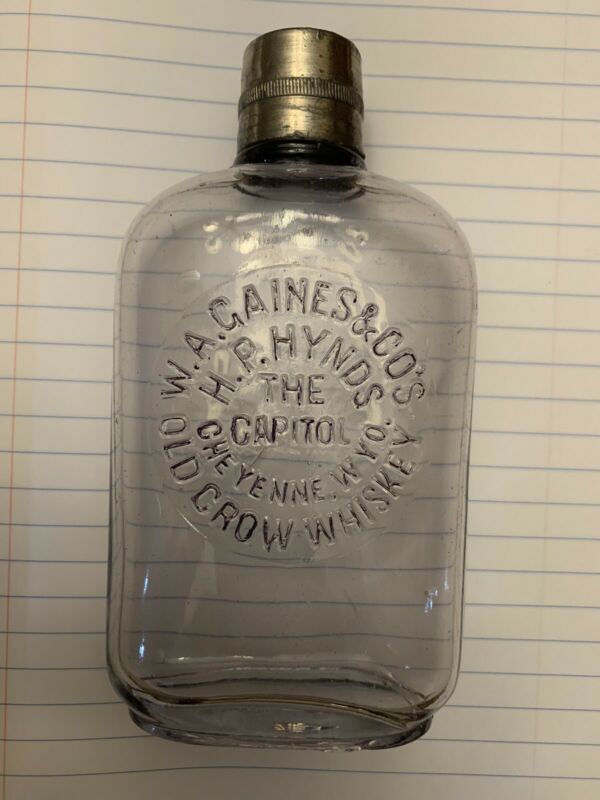 W.A. GAINES & CO'S
H.P. HYNDS
THE
CAPITOL
CHEYENNE, WYO.
OLD CROW WHISKEY